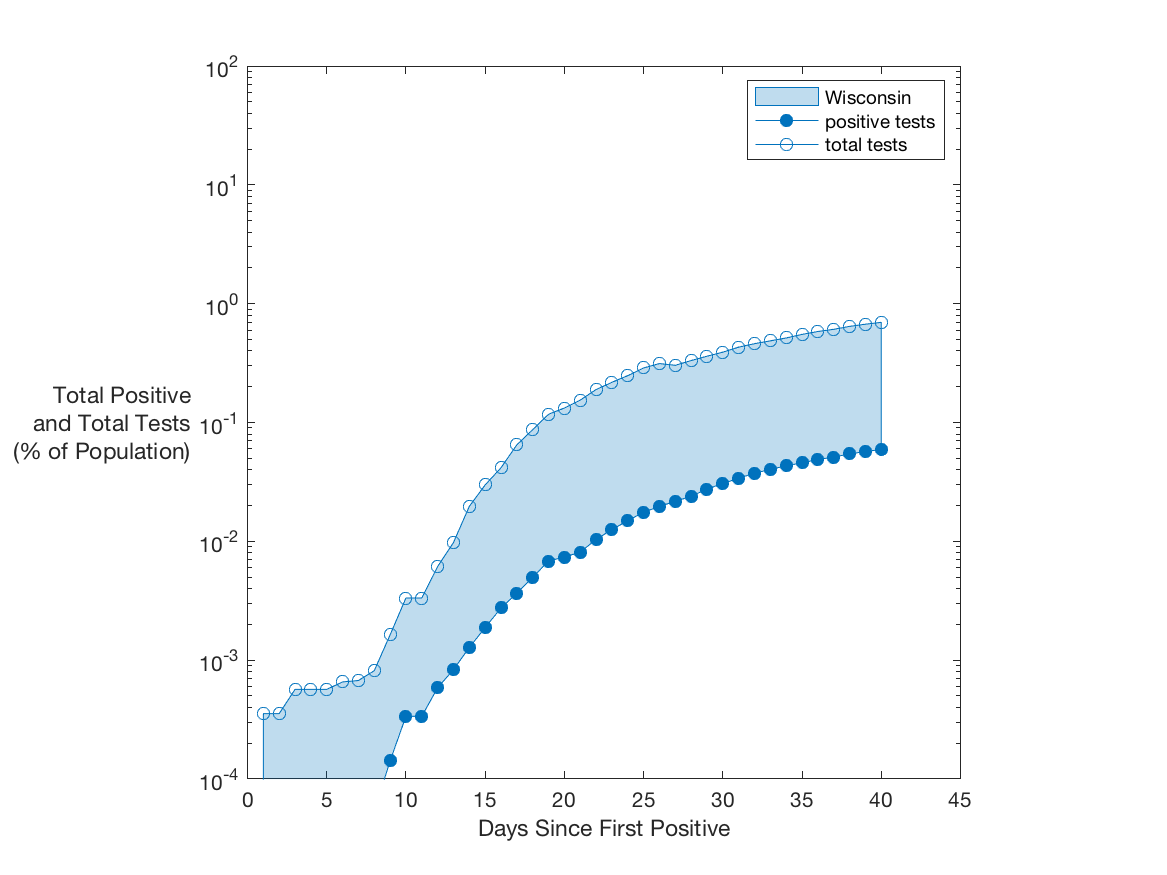 10^2
Wisconsin
positive tests
total tests
10^1
10^0
Total Positive
and Total Tests
(% of Population)
10^-1
10^-2
10^-3
10^-4
0 5 10 15 20 25 30 35 40 45
Days Since First Positive